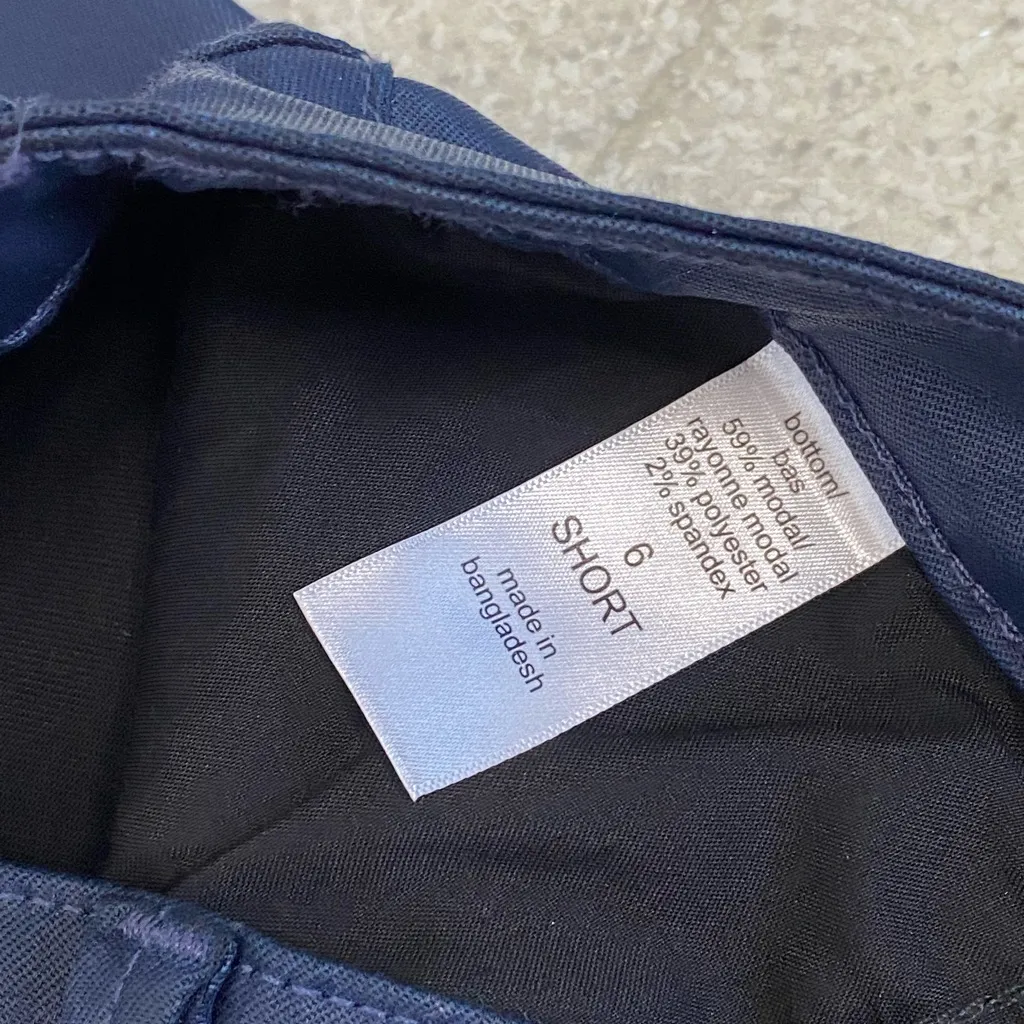 bottom/
bas
59% modal/
rayonne modal
39% polyester
2% spandex
6
SHORT
made in
bangladesh